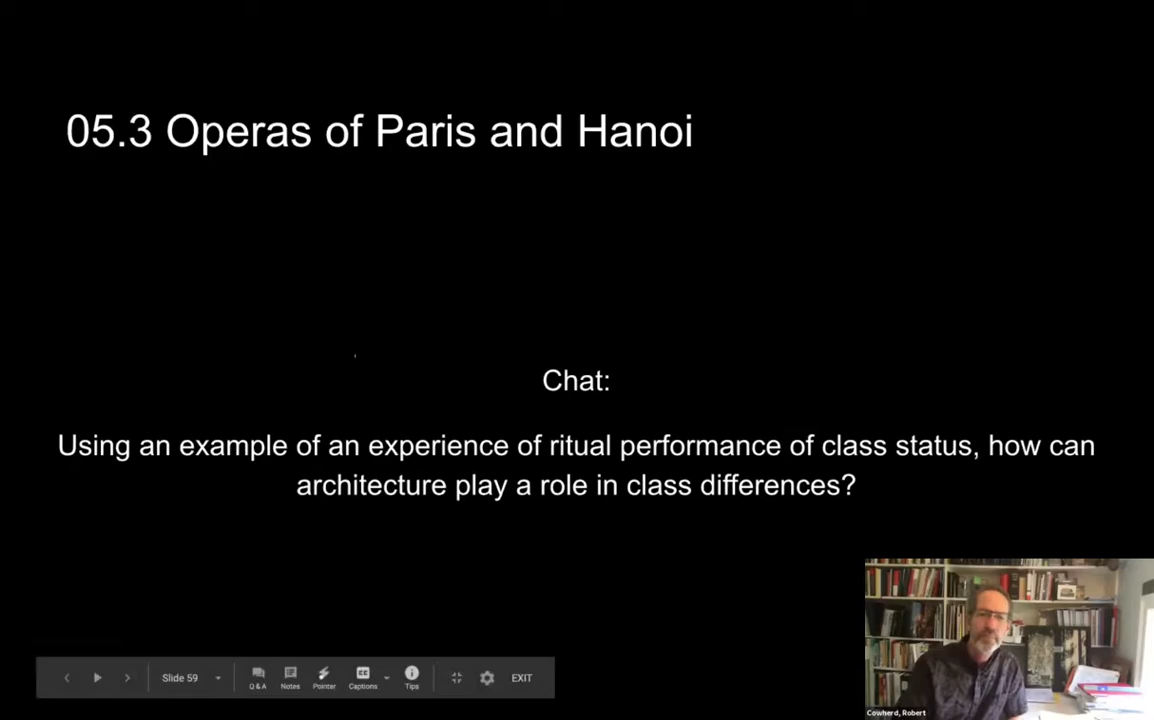 05.3 Operas of Paris and Hanoi
Chat:
Using an example of an experience of ritual performance of class status, how can
architecture play a role in class differences?
Slide 59
Q & A
Notes
Pointer
CC
Captions
Tips
EXIT
Cowherd, Robert